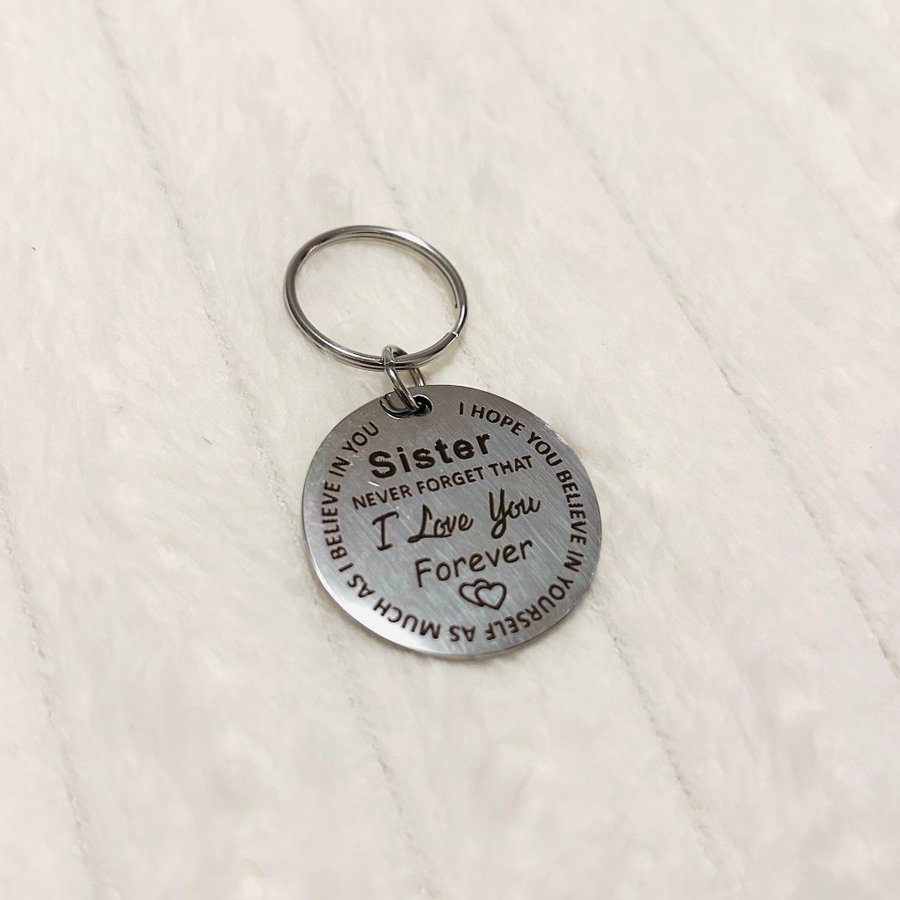 I HOPE YOU BELIEVE IN YOURSELF AS MUCH AS I BELIEVE IN YOU
Sister
NEVER FORGET THAT
I Love You
Forever